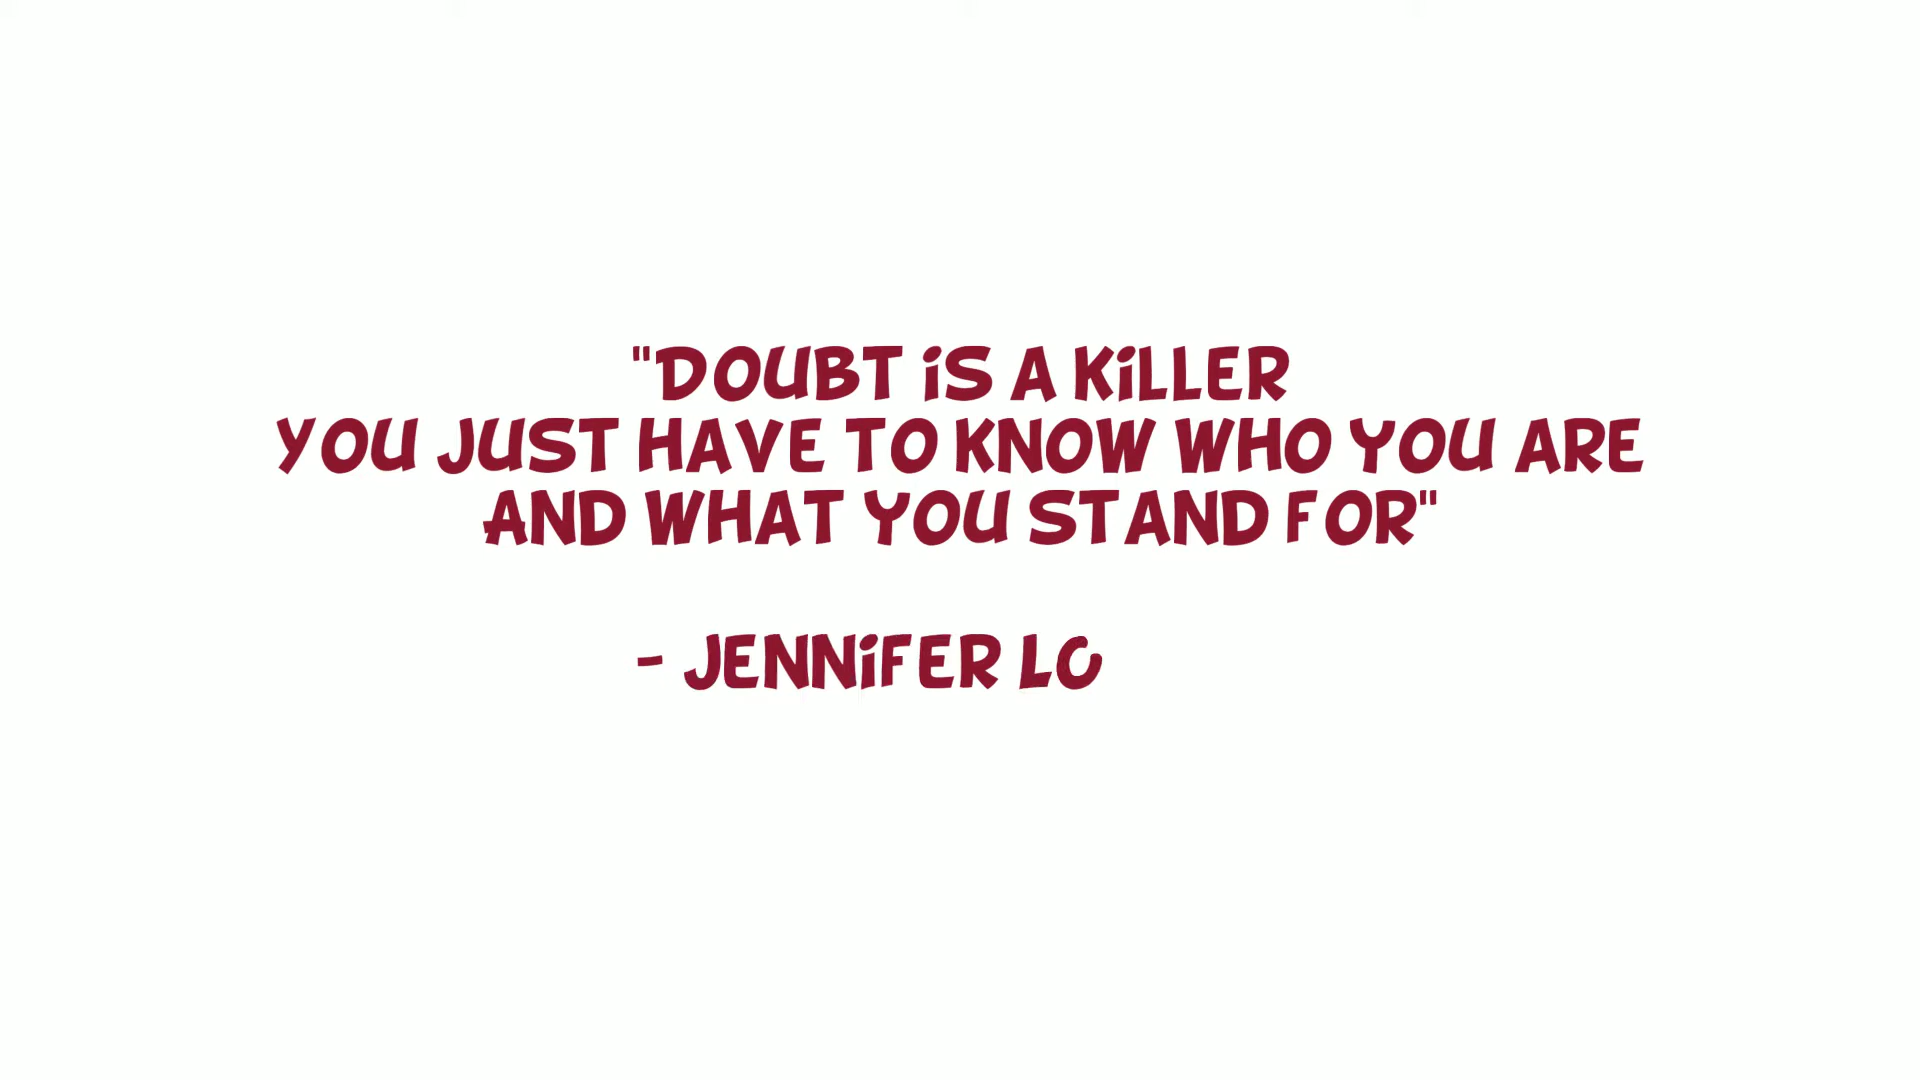 "DOUBT iS A KiLLER
YOU JUST HAVE TO KNOW WHO YOU ARE
AND WHAT YOU STAND FOR"
- JENNiFER LO